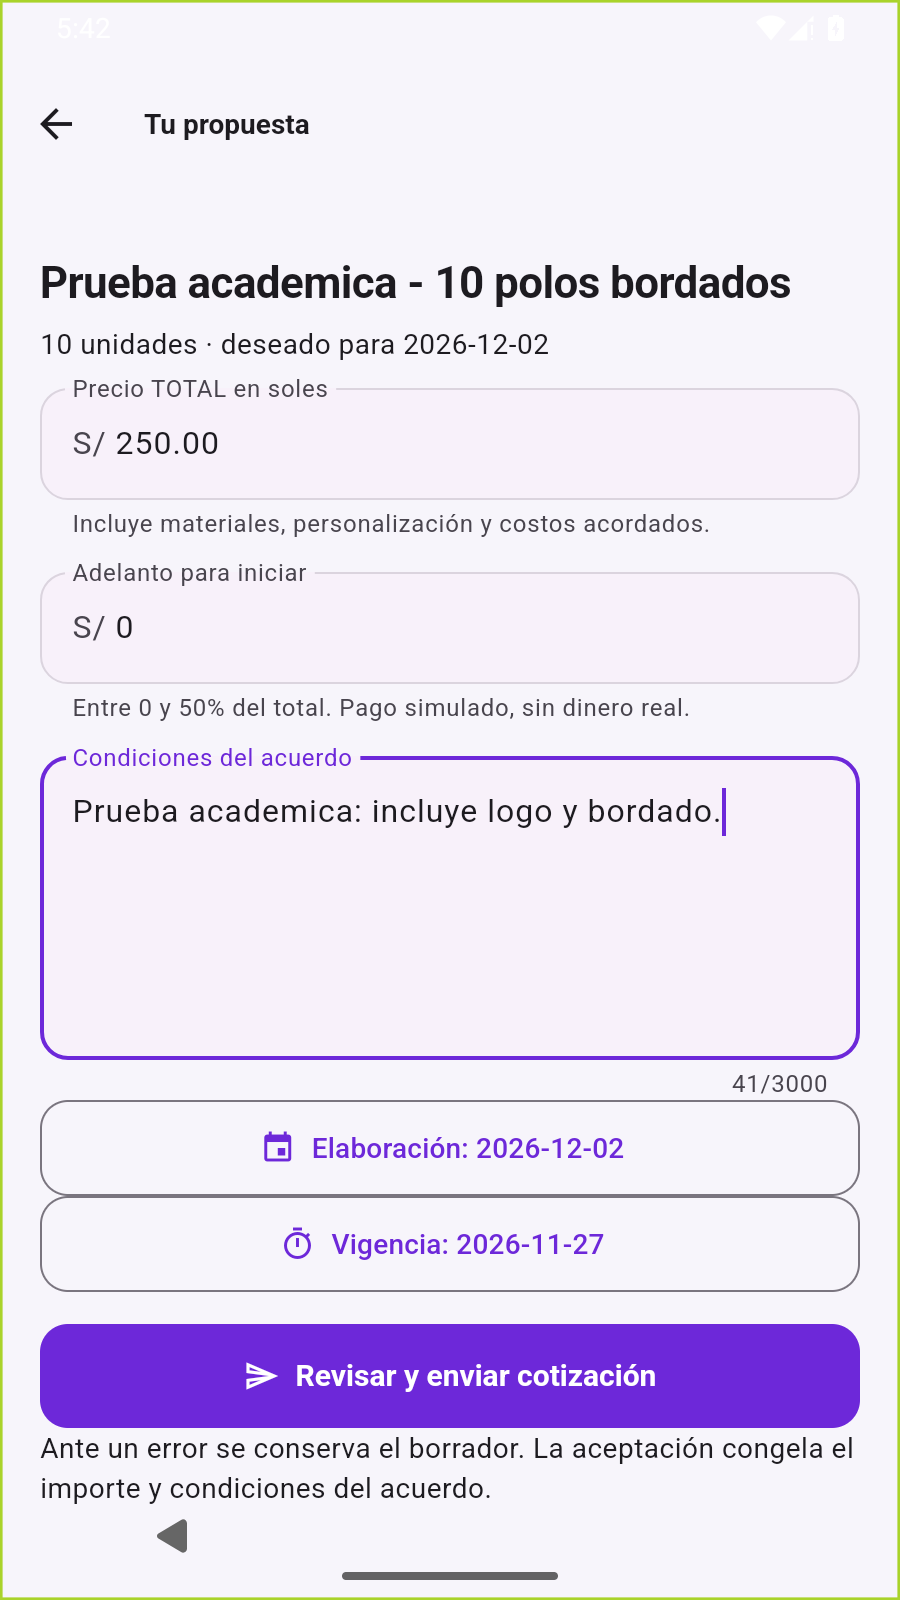 5:42
Tu propuesta
Prueba academica - 10 polos bordados
10 unidades · deseado para 2026-12-02
Precio TOTAL en soles
S/ 250.00
Incluye materiales, personalización y costos acordados.
Adelanto para iniciar
S/ 0
Entre 0 y 50% del total. Pago simulado, sin dinero real.
Condiciones del acuerdo
Prueba academica: incluye logo y bordado.
41/3000
Elaboración: 2026-12-02
Vigencia: 2026-11-27
Revisar y enviar cotización
Ante un error se conserva el borrador. La aceptación congela el
importe y condiciones del acuerdo.